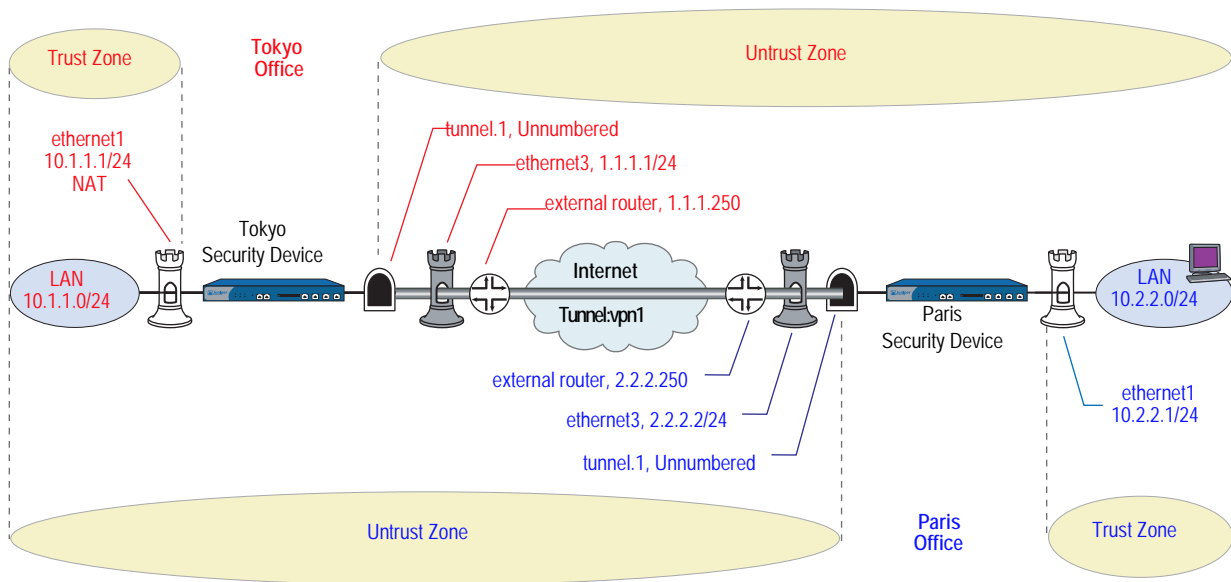 Trust Zone
Tokyo
Office
Untrust Zone
ethernet1
10.1.1.1/24
NAT
tunnel.1, Unnumbered
ethernet3, 1.1.1.1/24
external router, 1.1.1.250
Tokyo
Security Device
LAN
10.1.1.0/24
Internet
Tunnel:vpn1
LAN
10.2.2.0/24
Paris
Security Device
external router, 2.2.2.250
ethernet3, 2.2.2.2/24
tunnel.1, Unnumbered
ethernet1
10.2.2.1/24
Untrust Zone
Paris
Office
Trust Zone